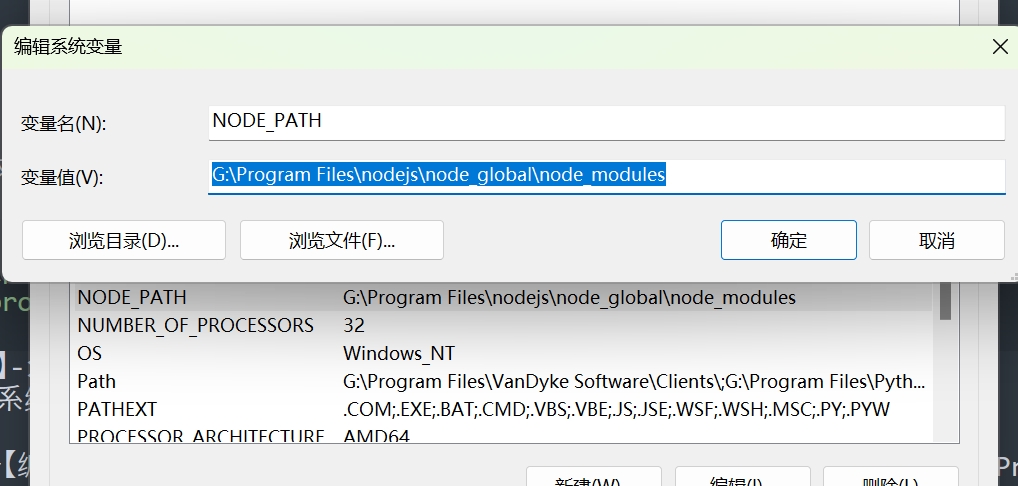 编辑系统变量
变量名(N): NODE_PATH
变量值(V): G:\Program Files\nodejs\node_global\node_modules
浏览目录(D)... 浏览文件(F)... 确定 取消
NODE_PATH G:\Program Files\nodejs\node_global\node_modules
NUMBER_OF_PROCESSORS 32
OS Windows_NT
Path G:\Program Files\VanDyke Software\Clients\;G:\Program Files\Pyth...
PATHEXT .COM;.EXE;.BAT;.CMD;.VBS;.VBE;.JS;.JSE;.WSF;.WSH;.MSC;.PY;.PYW
PROCESSOR_ARCHITECTURE AMD64
新建(W)... 编辑(I)... 删除(L)